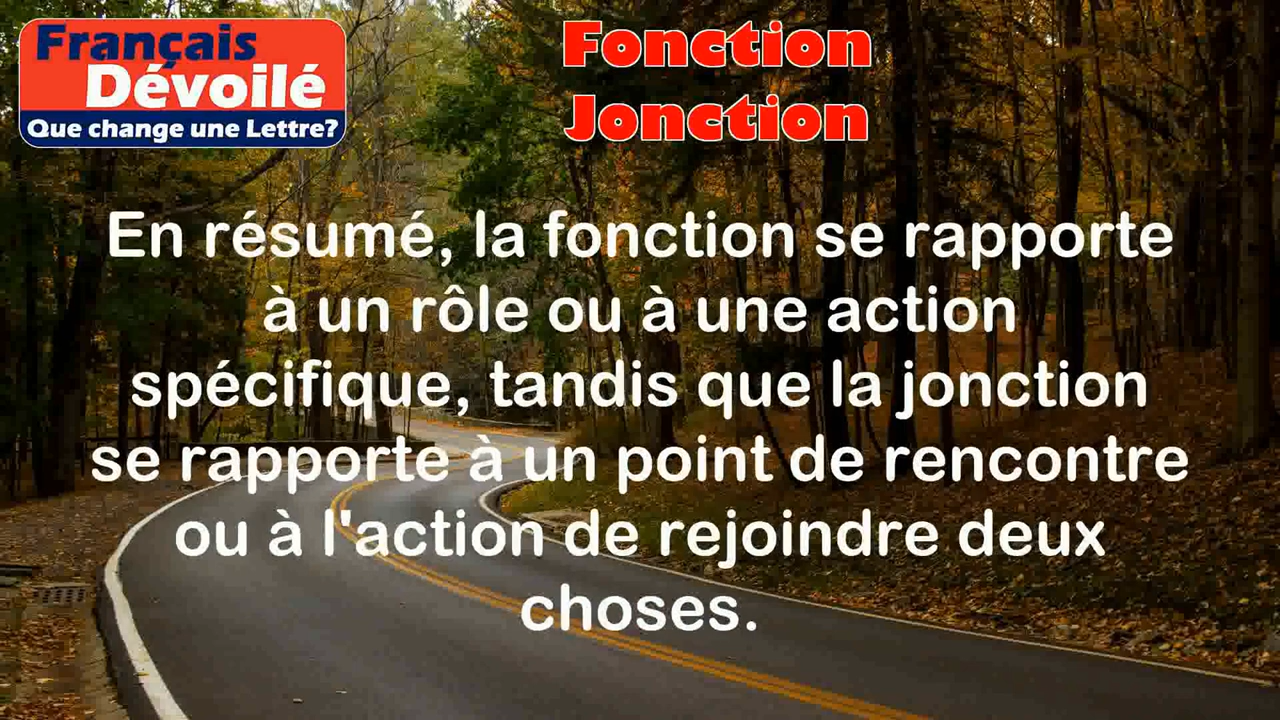 Français
Dévoilé
Que change une Lettre?
Fonction
Jonction
En résumé, la fonction se rapporte
à un rôle ou à une action
spécifique, tandis que la jonction
se rapporte à un point de rencontre
ou à l'action de rejoindre deux
choses.